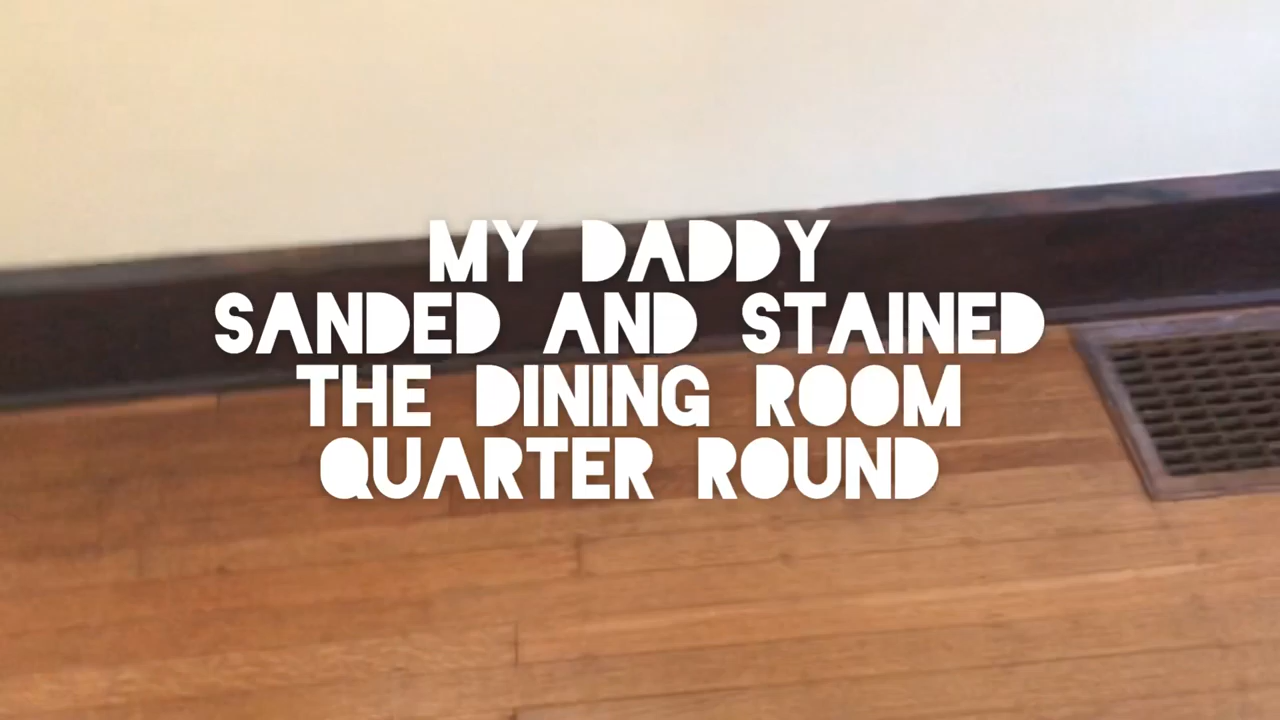 MY DADDY
SANDED AND STAINED
THE DINING ROOM
QUARTER ROUND